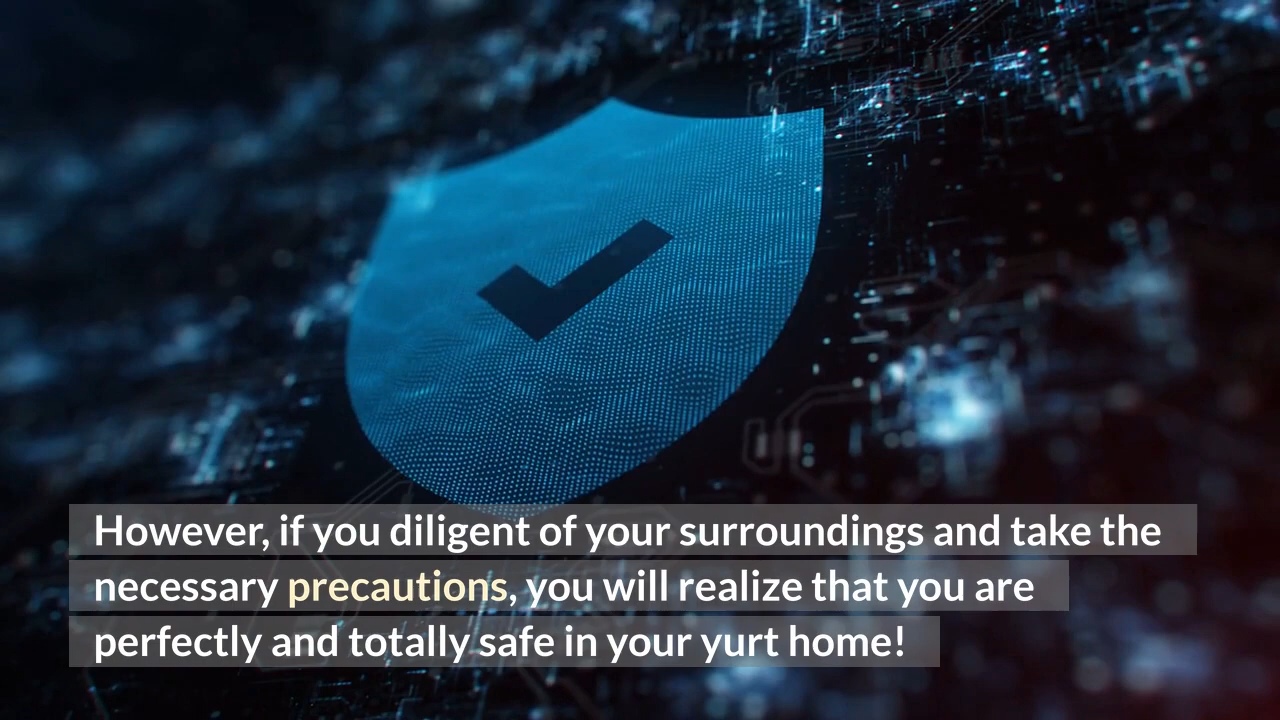 However, if you diligent of your surroundings and take the
necessary precautions, you will realize that you are
perfectly and totally safe in your yurt home!